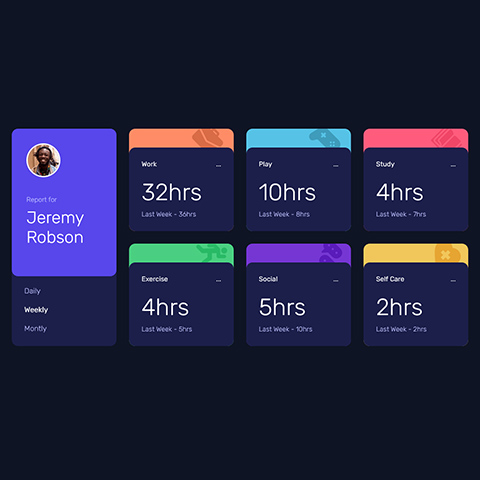 Report for
Jeremy
Robson
Daily
Weekly
Montly
Work
...
32hrs
Last Week - 36hrs
Play
...
10hrs
Last Week - 8hrs
Study
...
4hrs
Last Week - 7hrs
Exercise
...
4hrs
Last Week - 5hrs
Social
...
5hrs
Last Week - 10hrs
Self Care
...
2hrs
Last Week - 2hrs